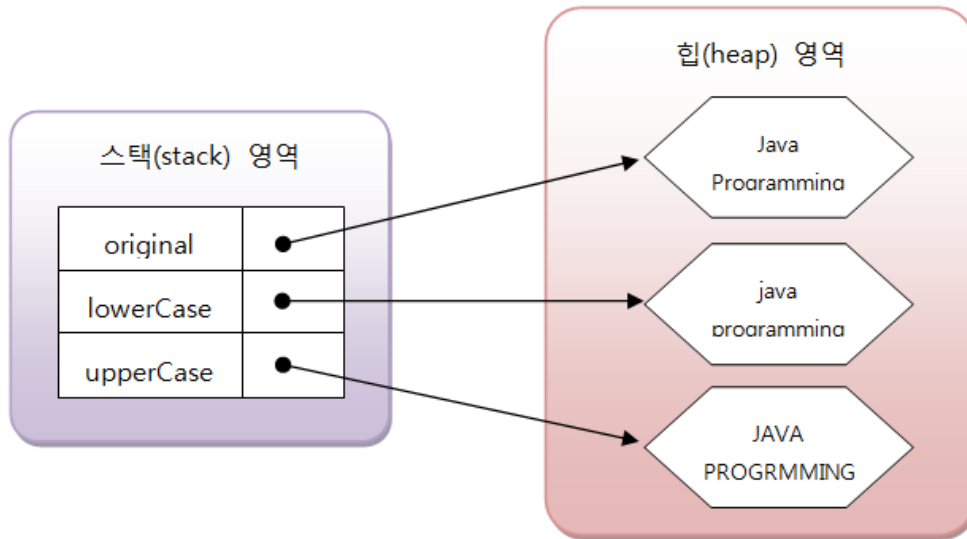 힙(heap) 영역
Java
Programming
java
programming
JAVA
PROGRMMING
스택(stack) 영역
original
lowerCase
upperCase